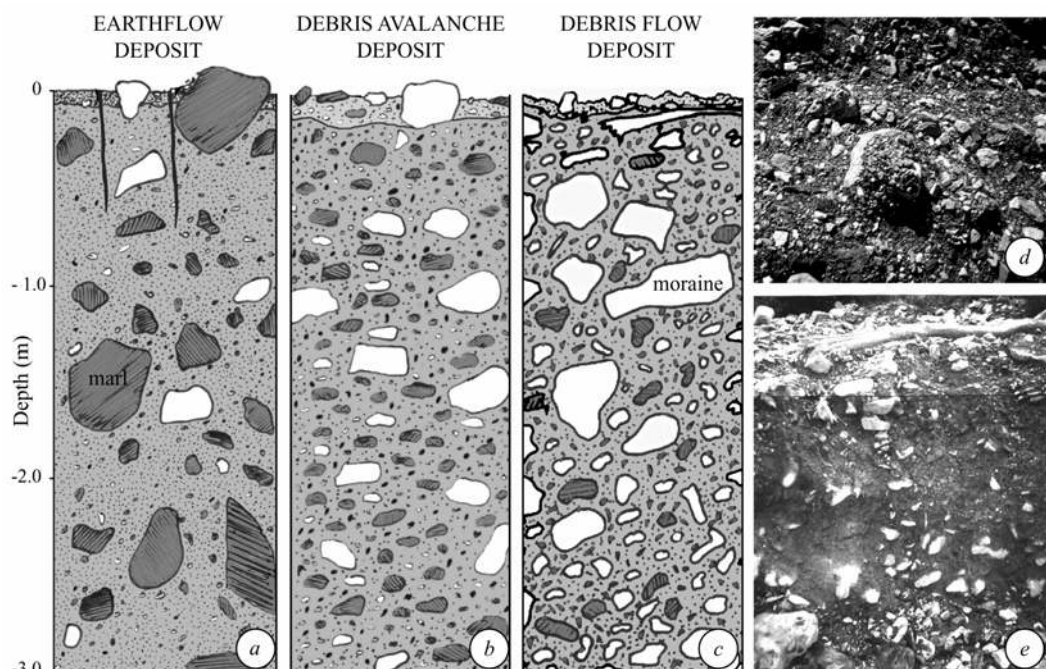 EARTHFLOW
DEPOSIT
DEBRIS AVALANCHE
DEPOSIT
DEBRIS FLOW
DEPOSIT
0
- 1.0
-2.0
-3.0
Depth (m)
marl
moraine
a
b
c
d
e